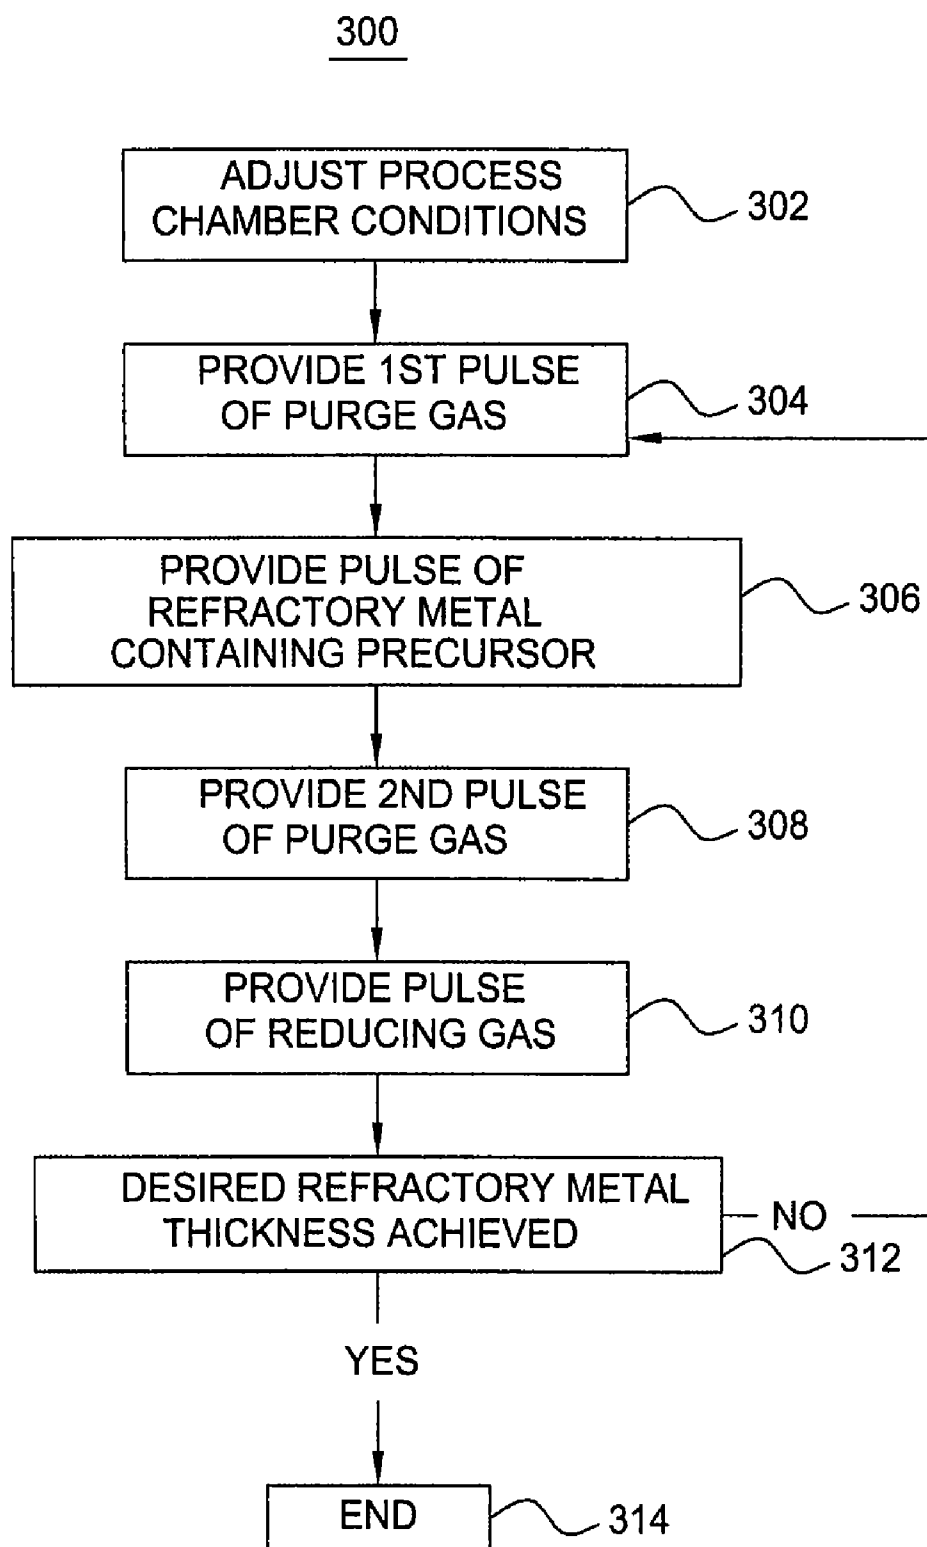 300
ADJUST PROCESS
CHAMBER CONDITIONS
302
PROVIDE 1ST PULSE
OF PURGE GAS
304
PROVIDE PULSE OF
REFRACTORY METAL
CONTAINING PRECURSOR
306
PROVIDE 2ND PULSE
OF PURGE GAS
308
PROVIDE PULSE
OF REDUCING GAS
310
DESIRED REFRACTORY METAL
THICKNESS ACHIEVED
NO
312
YES
END
314